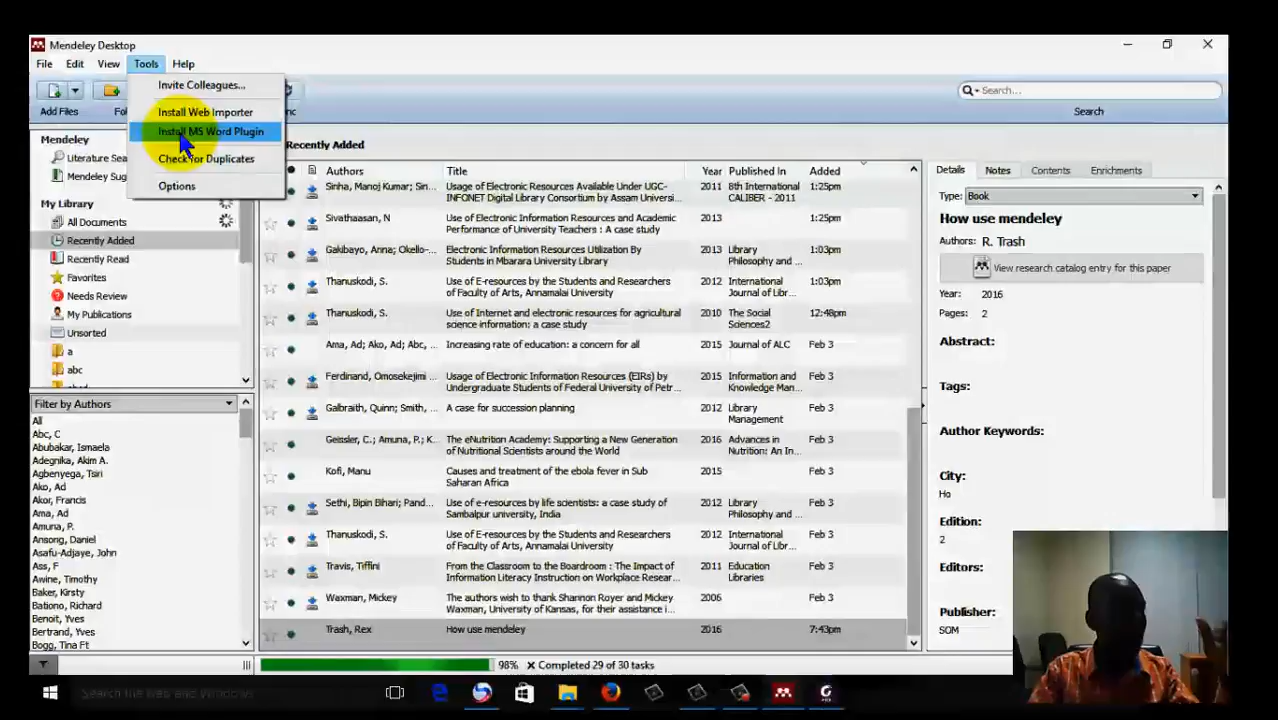 Mendeley Desktop
File Edit View Tools Help
Invite Colleagues...
Install Web Importer
Install MS Word Plugin
Check for Duplicates
Options
Add Files
Search...
Search
Mendeley
Literature Sea
Mendeley Sug
My Library
All Documents
Recently Added
Recently Read
Favorites
Needs Review
My Publications
Unsorted
a
abc
Filter by Authors
All
Abc, C
Abubakar, Ismaela
Adegnika, Akim A.
Agbenyega, Tsiri
Ako, Ad
Akor, Francis
Ama, Ad
Amuna, P.
Ansong, Daniel
Asafu-Adjaye, John
Ass, F
Awine, Timothy
Baker, Kirsty
Bationo, Richard
Benoit, Yves
Bertrand, Yves
Bogg, Tina Ft
Recently Added
Authors Title Year Published In Added
Sinha, Manoj Kumar; Sin... Usage of Electronic Resources Available Under UGC- 2011 8th International 1:25pm
INFONET Digital Library Consortium by Assam Universi... CALIBER - 2011
Sivathaasan, N Use of Electronic Information Resources and Academic 2013 1:25pm
Performance of University Teachers : A case study
Gakibayo, Anna; Okello-... Electronic Information Resources Utilization By 2013 Library 1:03pm
Students in Mbarara University Library Philosophy and ...
Thanuskodi, S. Use of E-resources by the Students and Researchers 2012 International 1:03pm
of Faculty of Arts, Annamalai University Journal of Libr...
Thanuskodi, S. Use of Internet and electronic resources for agricultural 2010 The Social 12:48pm
science information: a case study Sciences2
Ama, Ad; Ako, Ad; Abc, ... Increasing rate of education: a concern for all 2015 Journal of ALC Feb 3
Ferdinand, Omosekejimi ... Usage of Electronic Information Resources (EIRs) by 2015 Information and Feb 3
Undergraduate Students of Federal University of Petr... Knowledge Man...
Galbraith, Quinn; Smith, ... A case for succession planning 2012 Library Feb 3
Management
Geissler, C.; Amuna, P.; K... The eNutrition Academy: Supporting a New Generation 2016 Advances in Feb 3
of Nutritional Scientists around the World Nutrition: An In...
Kofi, Manu Causes and treatment of the ebola fever in Sub 2015 Feb 3
Saharan Africa
Sethi, Bipin Bihari; Pand... Use of e-resources by life scientists: a case study of 2012 Library Feb 3
Sambalpur university, India Philosophy and ...
Thanuskodi, S. Use of E-resources by the Students and Researchers 2012 International Feb 3
of Faculty of Arts, Annamalai University Journal of Libr...
Travis, Tiffini From the Classroom to the Boardroom : The Impact of 2011 Education Feb 3
Information Literacy Instruction on Workplace Resear... Libraries
Waxman, Mickey The authors wish to thank Shannon Royer and Mickey 2006 Feb 3
Waxman, University of Kansas, for their assistance i...
Trash, Rex How use mendeley 2016 7:43pm
98% Completed 29 of 30 tasks
Details Notes Contents Enrichments
Type: Book
How use mendeley
Authors: R. Trash
View research catalog entry for this paper
Year: 2016
Pages: 2
Abstract:
Tags:
Author Keywords:
City:
Ho
Edition:
2
Editors:
Publisher:
SOM
Search the web and Windows